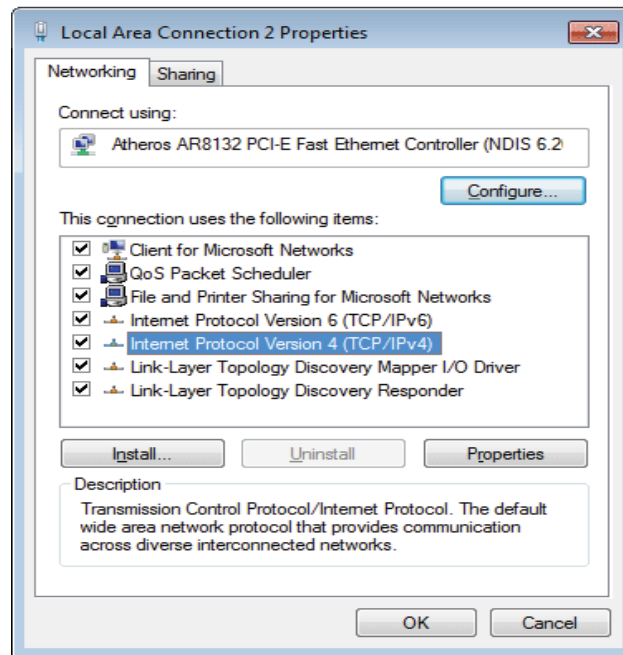 Local Area Connection 2 Properties
Networking
Sharing
Connect using:
Atheros AR8132 PCI-E Fast Ethernet Controller (NDIS 6.2
Configure...
This connection uses the following items:
Client for Microsoft Networks
QoS Packet Scheduler
File and Printer Sharing for Microsoft Networks
Internet Protocol Version 6 (TCP/IPv6)
Internet Protocol Version 4 (TCP/IPv4)
Link-Layer Topology Discovery Mapper I/O Driver
Link-Layer Topology Discovery Responder
Install...
Uninstall
Properties
Description
Transmission Control Protocol/Internet Protocol. The default
wide area network protocol that provides communication
across diverse interconnected networks.
OK
Cancel